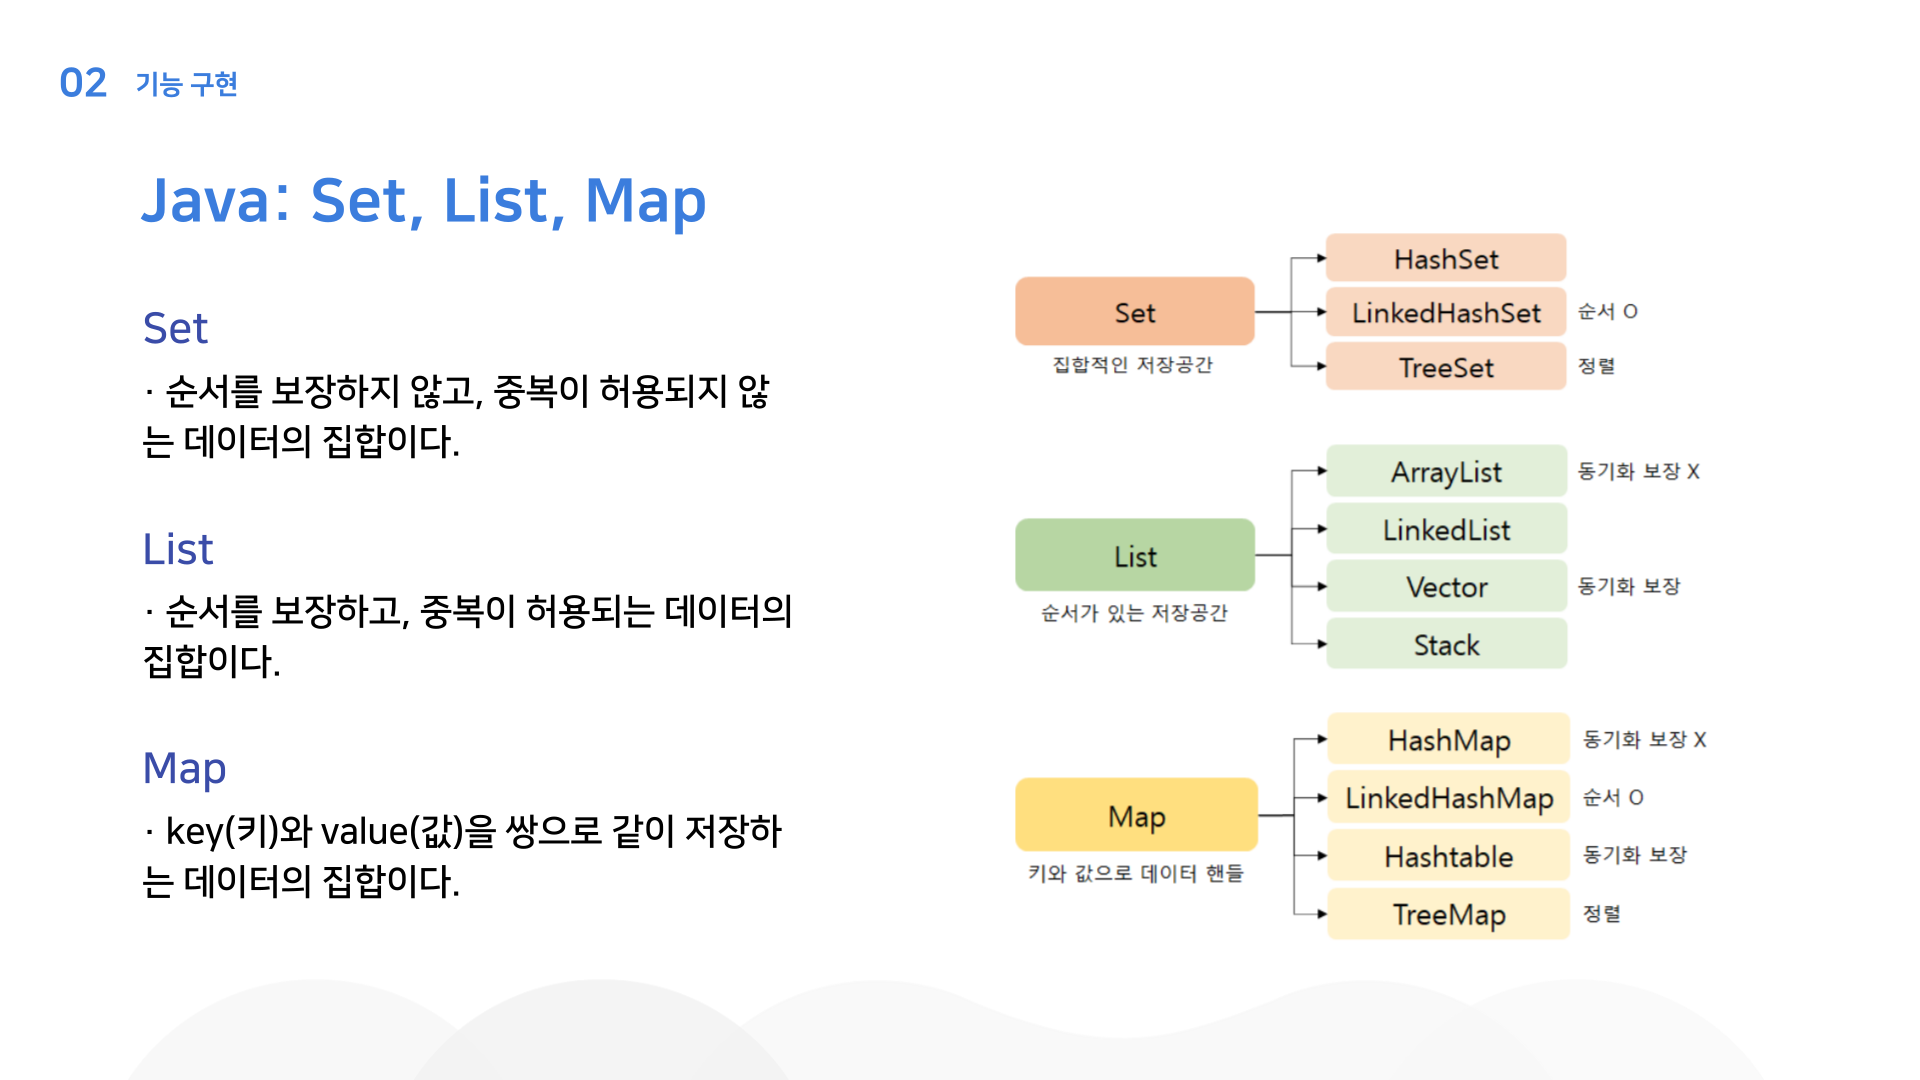 02 기능 구현
Java: Set, List, Map
Set
· 순서를 보장하지 않고, 중복이 허용되지 않
는 데이터의 집합이다.
List
· 순서를 보장하고, 중복이 허용되는 데이터의
집합이다.
Map
· key(키)와 value(값)을 쌍으로 같이 저장하
는 데이터의 집합이다.
Set
집합적인 저장공간
HashSet
LinkedHashSet 순서 O
TreeSet 정렬
List
순서가 있는 저장공간
ArrayList 동기화 보장 X
LinkedList
Vector 동기화 보장
Stack
Map
키와 값으로 데이터 핸들
HashMap 동기화 보장 X
LinkedHashMap 순서 O
Hashtable 동기화 보장
TreeMap 정렬